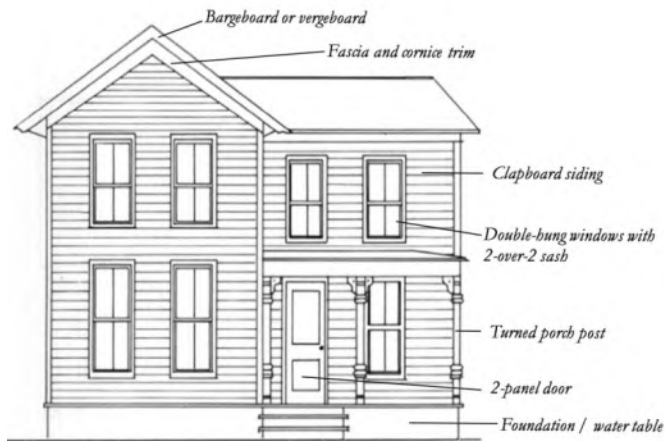 Bargeboard or vergeboard
Fascia and cornice trim
Clapboard siding
Double-hung windows with
2-over-2 sash
Turned porch post
2-panel door
Foundation / water table